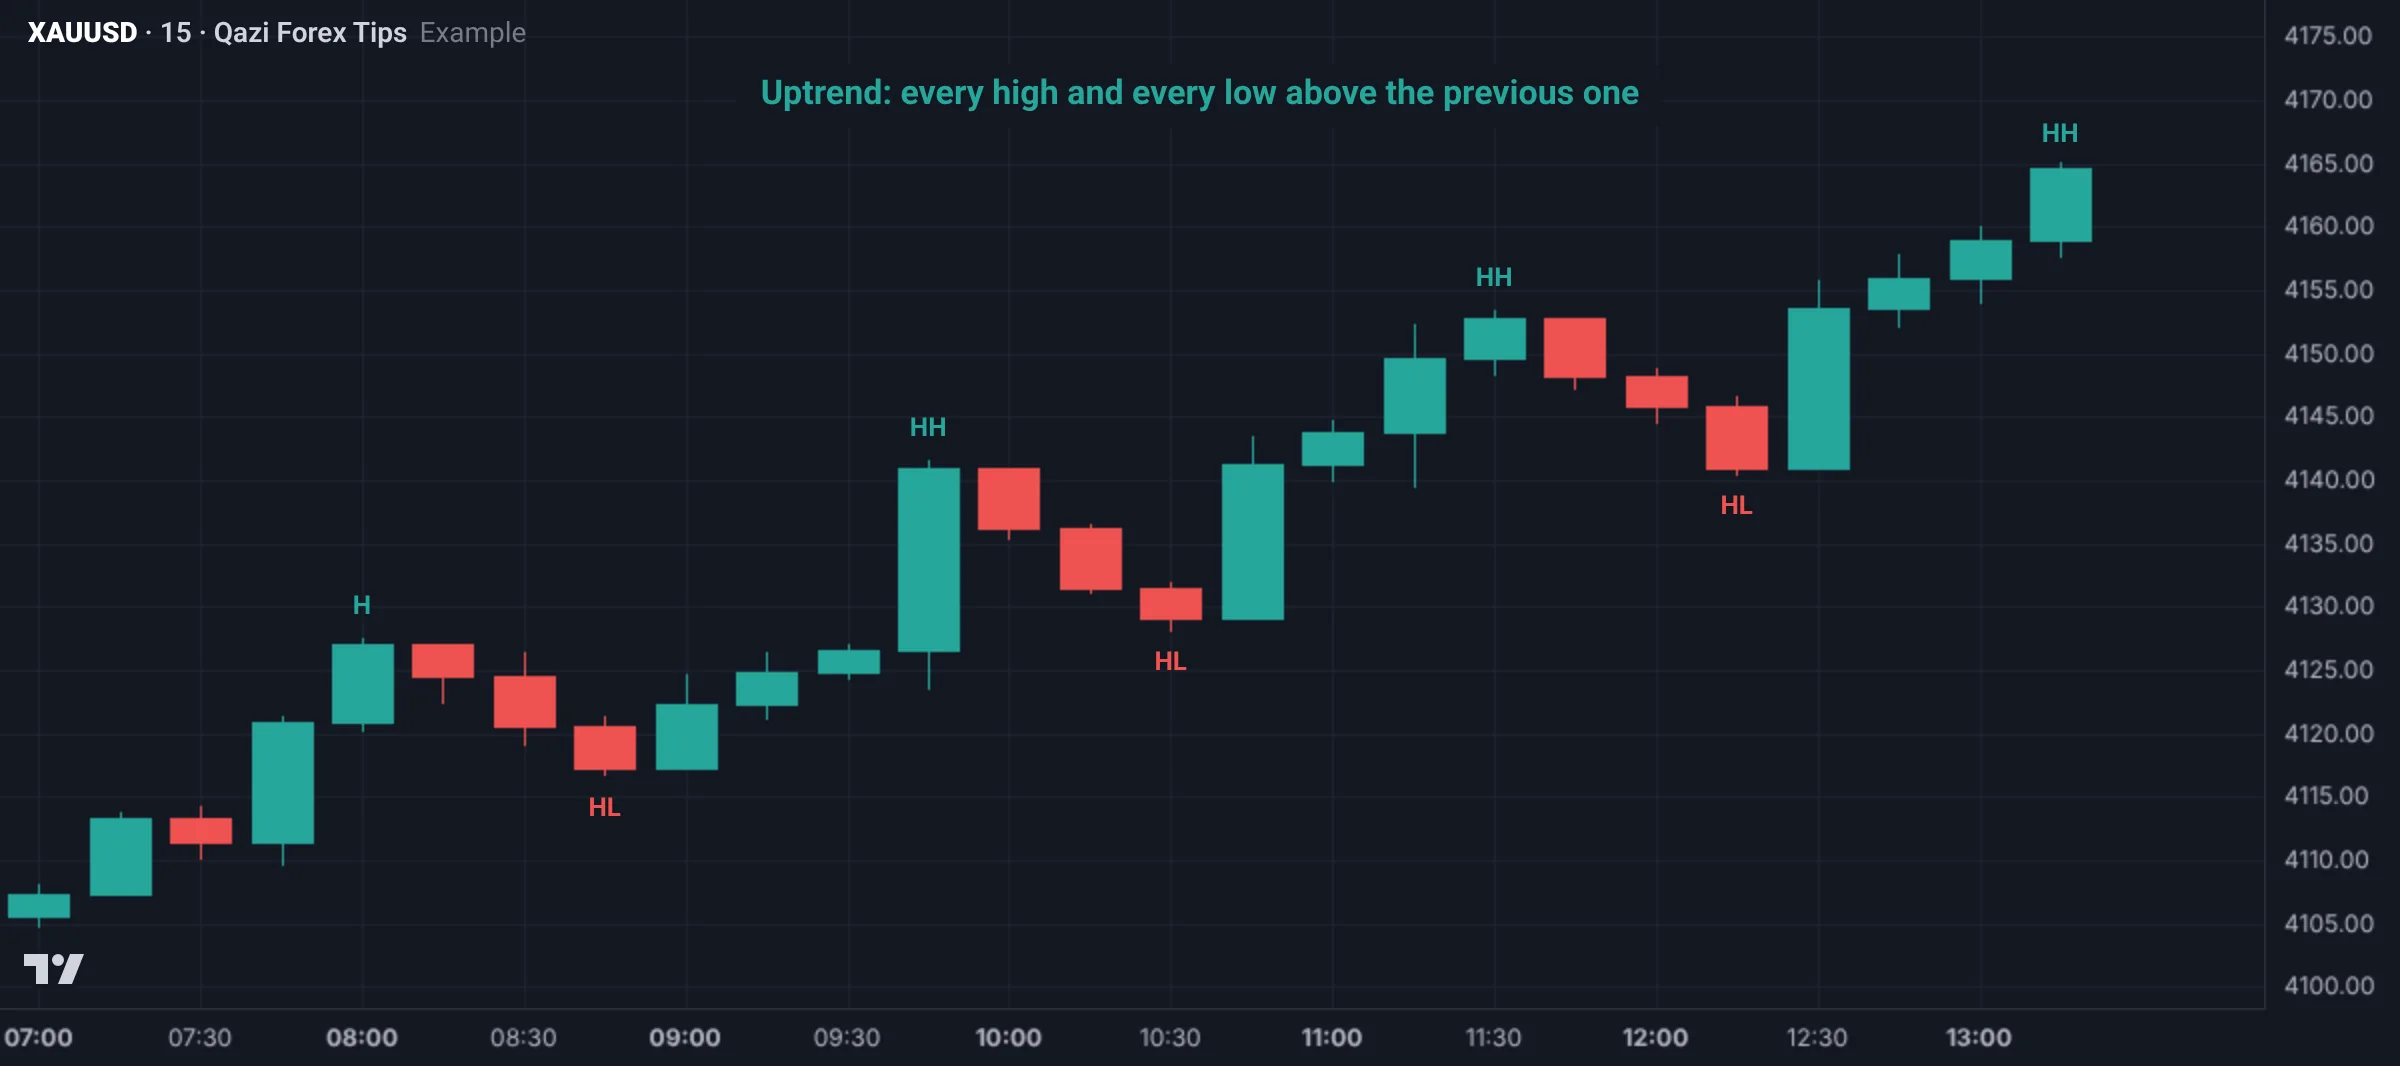 XAUUSD · 15 · Qazi Forex Tips Example
Uptrend: every high and every low above the previous one
HH
HH
HH
H
HL
HL
HL
4175.00
4170.00
4165.00
4160.00
4155.00
4150.00
4145.00
4140.00
4135.00
4130.00
4125.00
4120.00
4115.00
4110.00
4105.00
4100.00
07:00 07:30 08:00 08:30 09:00 09:30 10:00 10:30 11:00 11:30 12:00 12:30 13:00